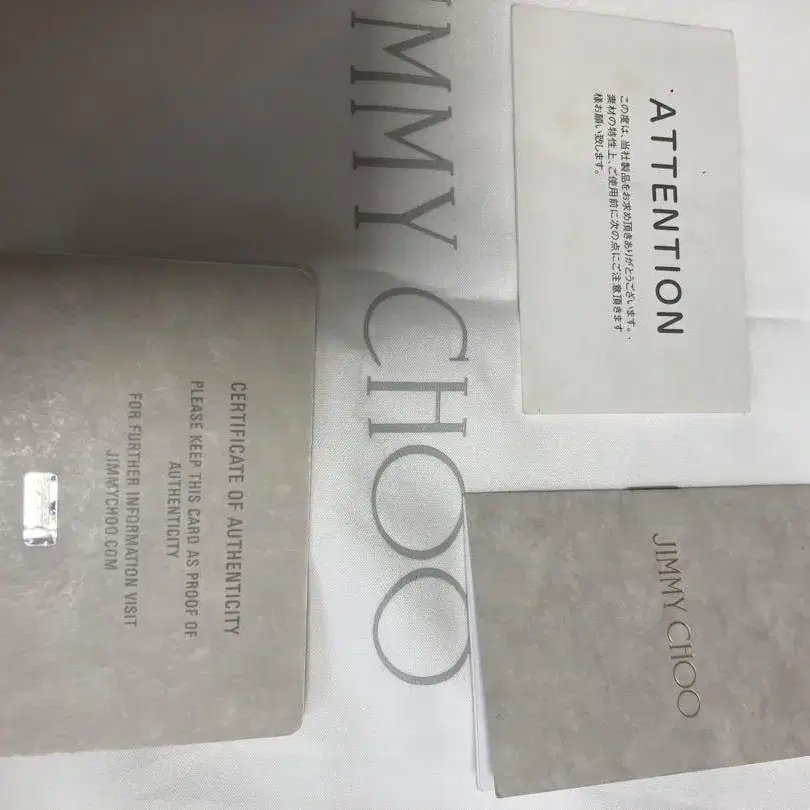 MMY CHOO
ATTENTION
この度は、当社製品をお求め頂きありがとうございます。
素材の特性上、ご使用前に次の点にご注意頂きます
様お願い致します。
CERTIFICATE OF AUTHENTICITY
PLEASE KEEP THIS CARD AS PROOF OF
AUTHENTICITY
FOR FURTHER INFORMATION VISIT
JIMMYCHOO.COM
JIMMY CHOO